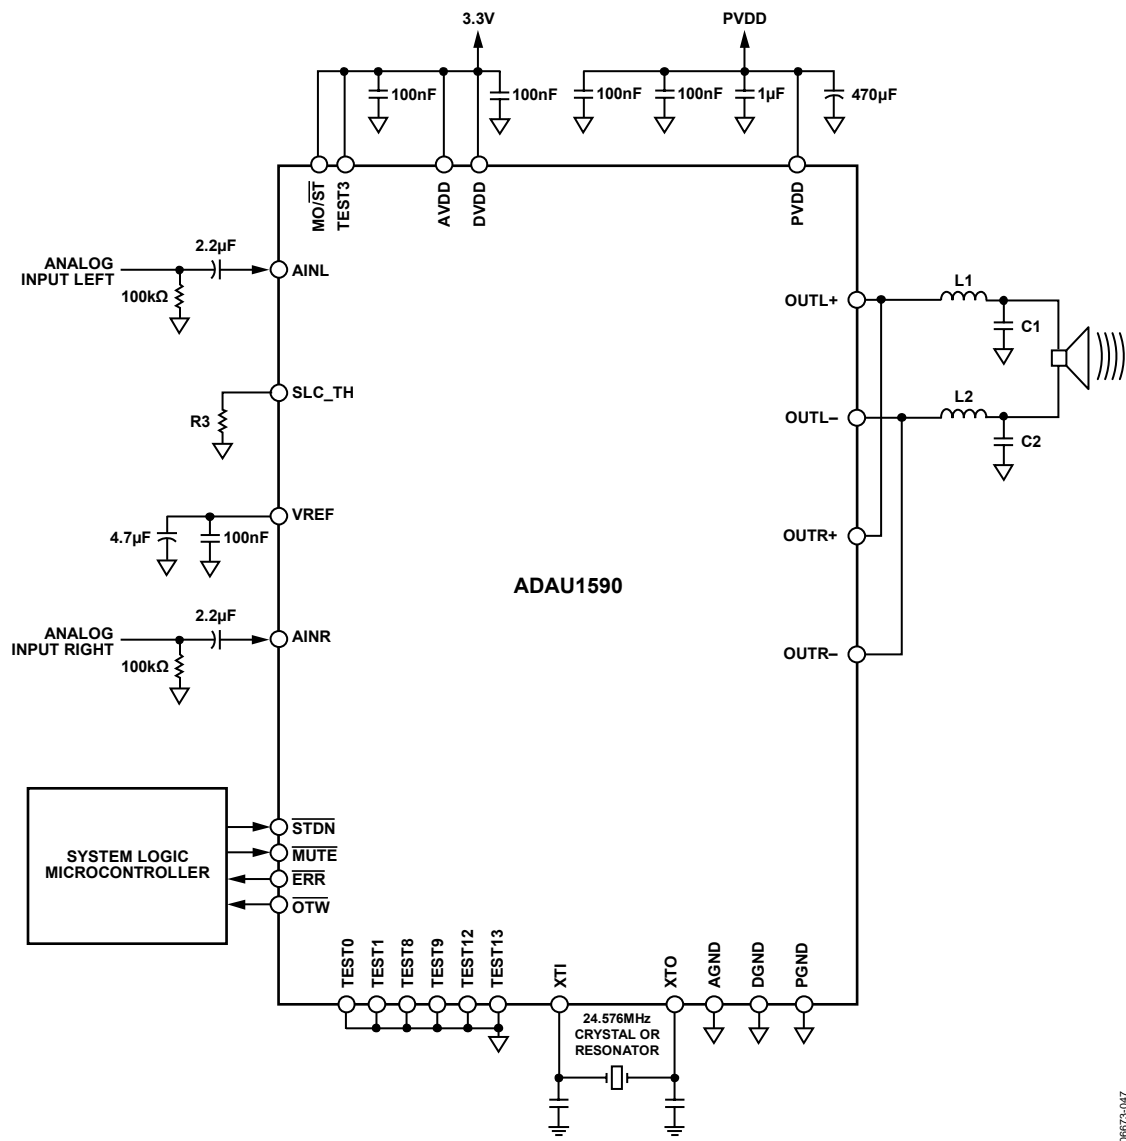 3.3V
PVDD
100nF
100nF
100nF
100nF
1µF
470µF
MO/ST
TEST3
AVDD
DVDD
PVDD
ANALOG
INPUT LEFT
2.2µF
100kΩ
AINL
SLC_TH
R3
VREF
4.7µF
100nF
ANALOG
INPUT RIGHT
2.2µF
100kΩ
AINR
ADAU1590
OUTL+
L1
C1
OUTL–
L2
C2
OUTR+
OUTR–
SYSTEM LOGIC
MICROCONTROLLER
STDN
MUTE
ERR
OTW
TEST0
TEST1
TEST8
TEST9
TEST12
TEST13
XTI
XTO
AGND
DGND
PGND
24.576MHz
CRYSTAL OR
RESONATOR
06673-047